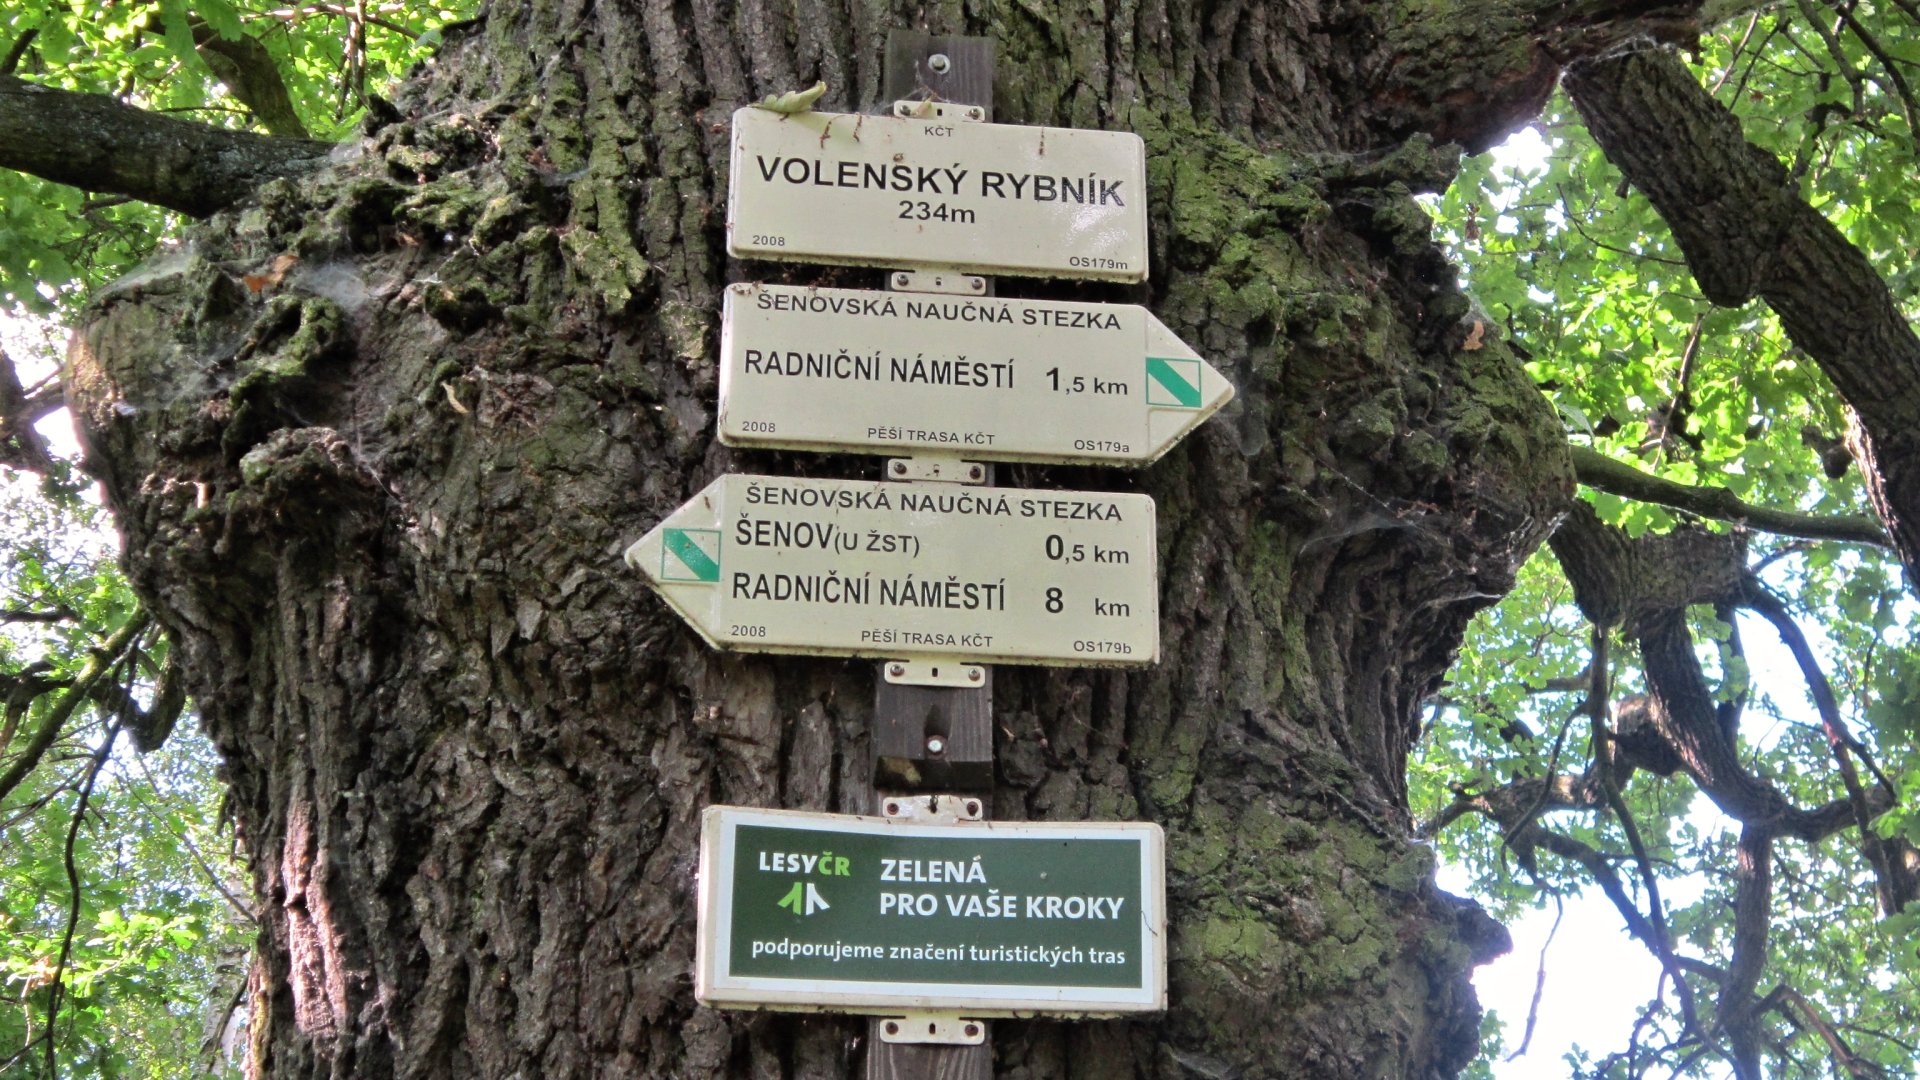 KČT
VOLENSKÝ RYBNÍK
234m
2008 OS179m
ŠENOVSKÁ NAUČNÁ STEZKA
RADNIČNÍ NÁMĚSTÍ 1,5 km
2008 PĚŠÍ TRASA KČT OS179a
ŠENOVSKÁ NAUČNÁ STEZKA
ŠENOV(U ŽST) 0,5 km
RADNIČNÍ NÁMĚSTÍ 8 km
2008 PĚŠÍ TRASA KČT OS179b
LESYČR ZELENÁ
PRO VAŠE KROKY
podporujeme značení turistických tras